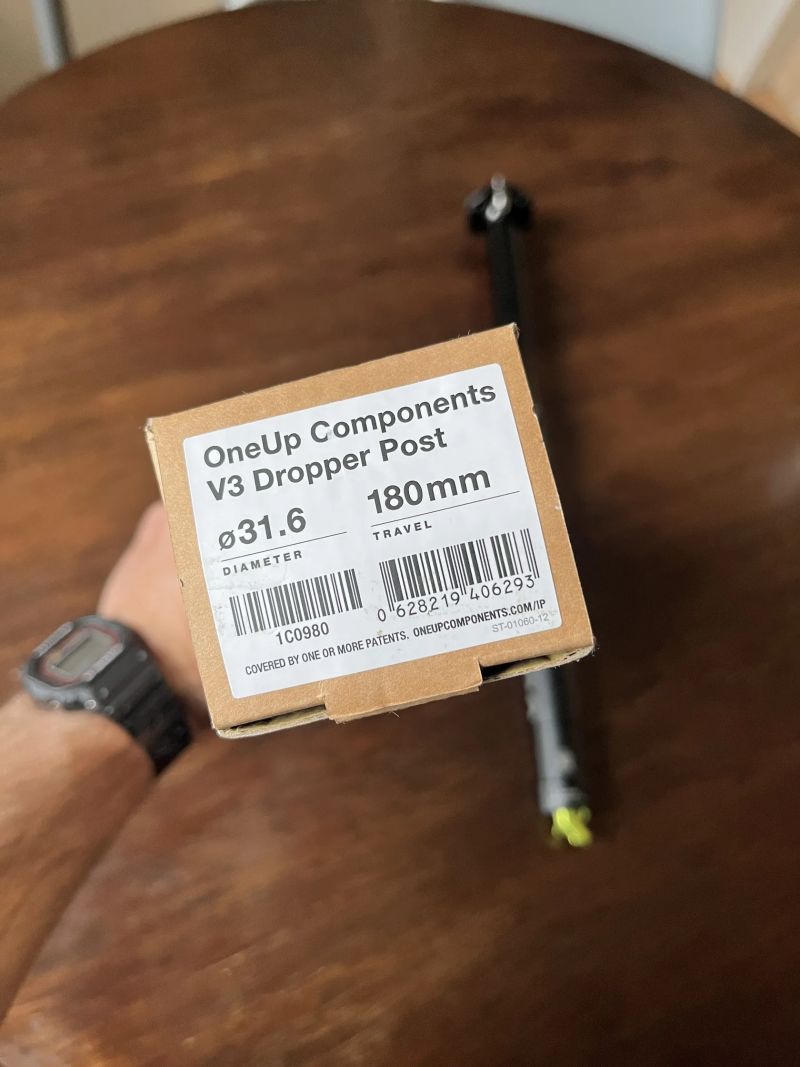 OneUp Components
V3 Dropper Post
ø31.6
DIAMETER
180mm
TRAVEL
1C0980
0 628219 406293
COVERED BY ONE OR MORE PATENTS. ONEUPCOMPONENTS.COM/IP
ST-01060-12